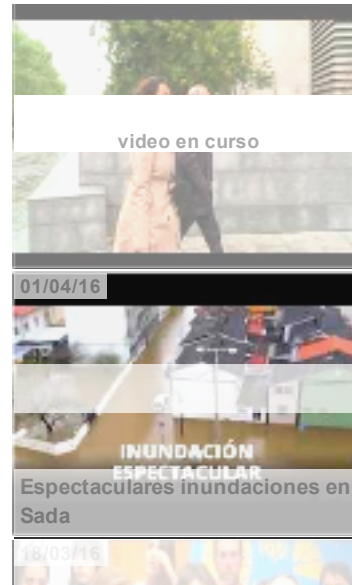 video en curso
01/04/16
INUNDACIÓN
ESPECTACULAR
Espectaculares inundaciones en
Sada
18/03/16